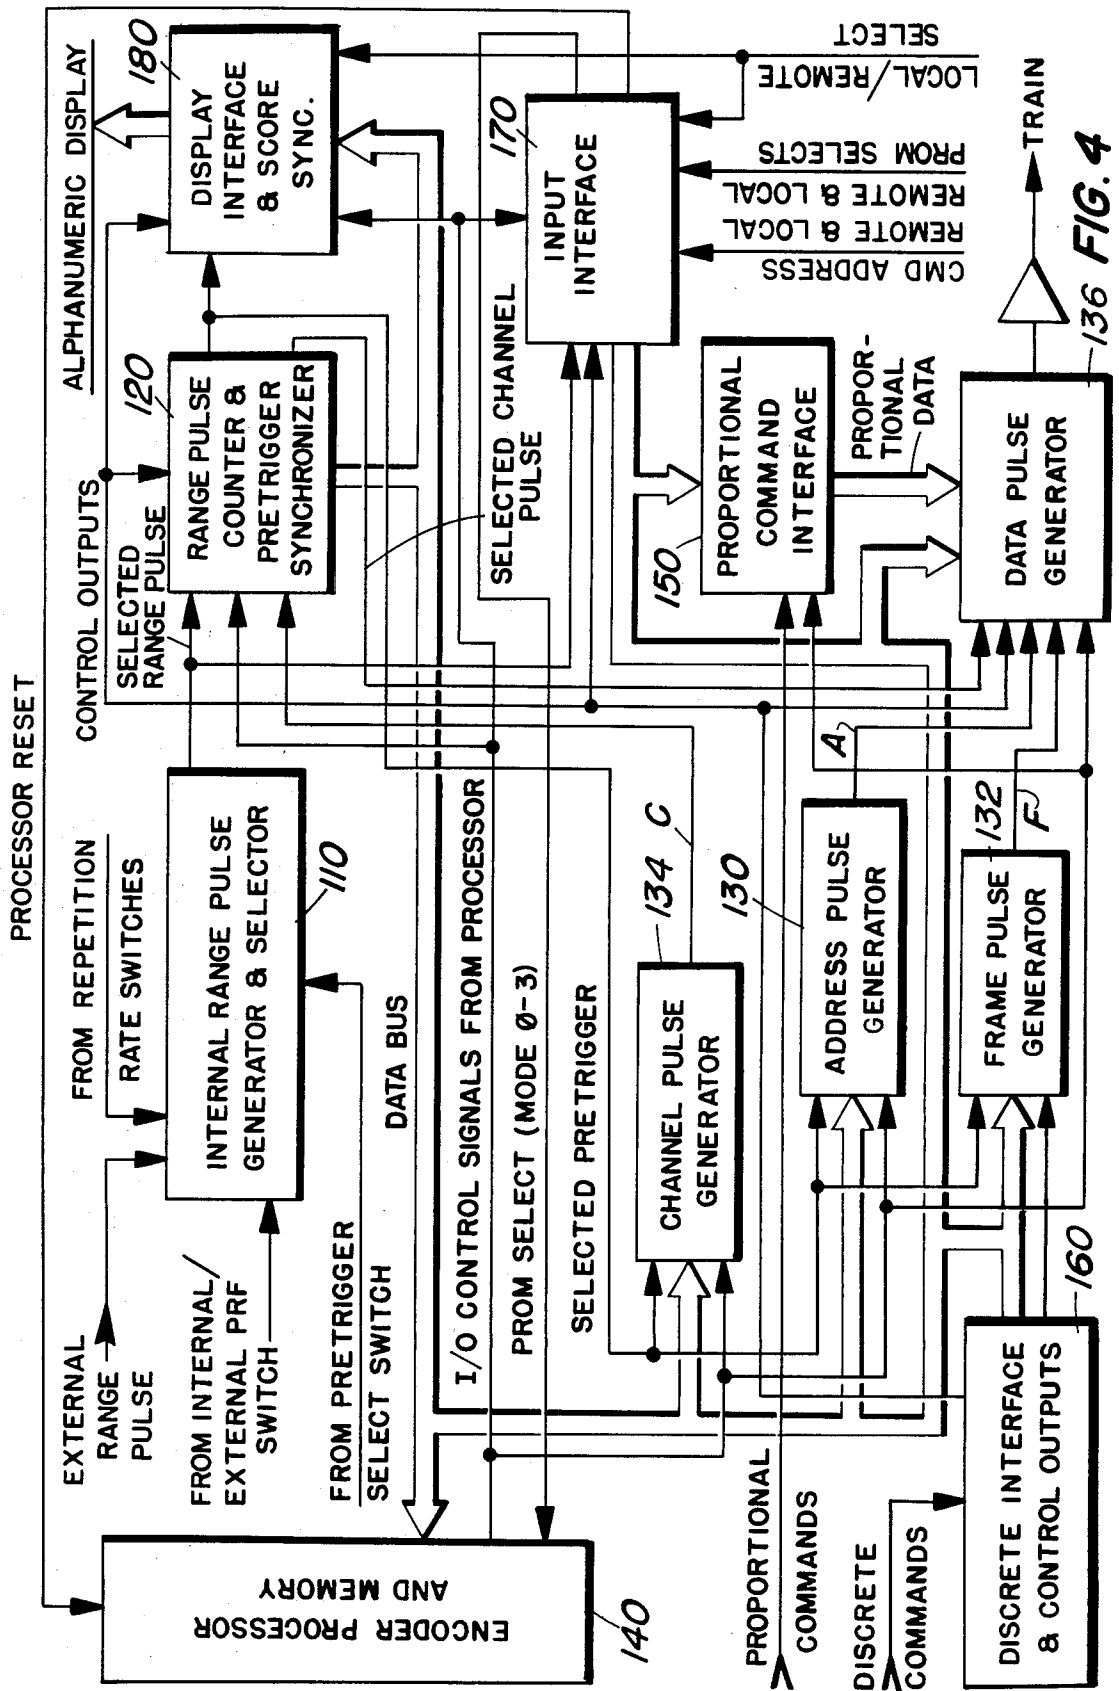 PROCESSOR RESET
EXTERNAL
RANGE
PULSE
FROM REPETITION
RATE SWITCHES
FROM INTERNAL/
EXTERNAL PRF
SWITCH
INTERNAL RANGE PULSE
GENERATOR & SELECTOR
110
FROM PRETRIGGER
SELECT SWITCH
CONTROL OUTPUTS
SELECTED
RANGE PULSE
RANGE PULSE
COUNTER &
PRETRIGGER
SYNCHRONIZER
120
ALPHANUMERIC DISPLAY
DISPLAY
INTERFACE
& SCORE
SYNC.
180
ENCODER PROCESSOR
AND MEMORY
140
DATA BUS
I/O CONTROL SIGNALS FROM PROCESSOR
PROM SELECT (MODE Ø-3)
SELECTED PRETRIGGER
SELECTED CHANNEL
PULSE
INPUT
INTERFACE
170
CMD ADDRESS
REMOTE & LOCAL
REMOTE & LOCAL
PROM SELECTS
LOCAL/REMOTE
SELECT
CHANNEL PULSE
GENERATOR
134
C
PROPORTIONAL
COMMANDS
PROPORTIONAL
COMMAND
INTERFACE
150
PROPOR-
TIONAL
DATA
ADDRESS PULSE
GENERATOR
130
A
DISCRETE
COMMANDS
DISCRETE INTERFACE
& CONTROL OUTPUTS
160
FRAME PULSE
GENERATOR
132
F
DATA PULSE
GENERATOR
136
TRAIN
FIG. 4